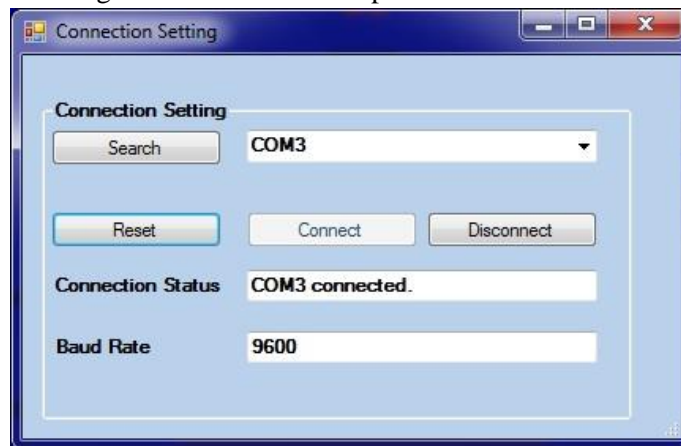 Connection Setting
Connection Setting
Search COM3
Reset Connect Disconnect
Connection Status COM3 connected.
Baud Rate 9600